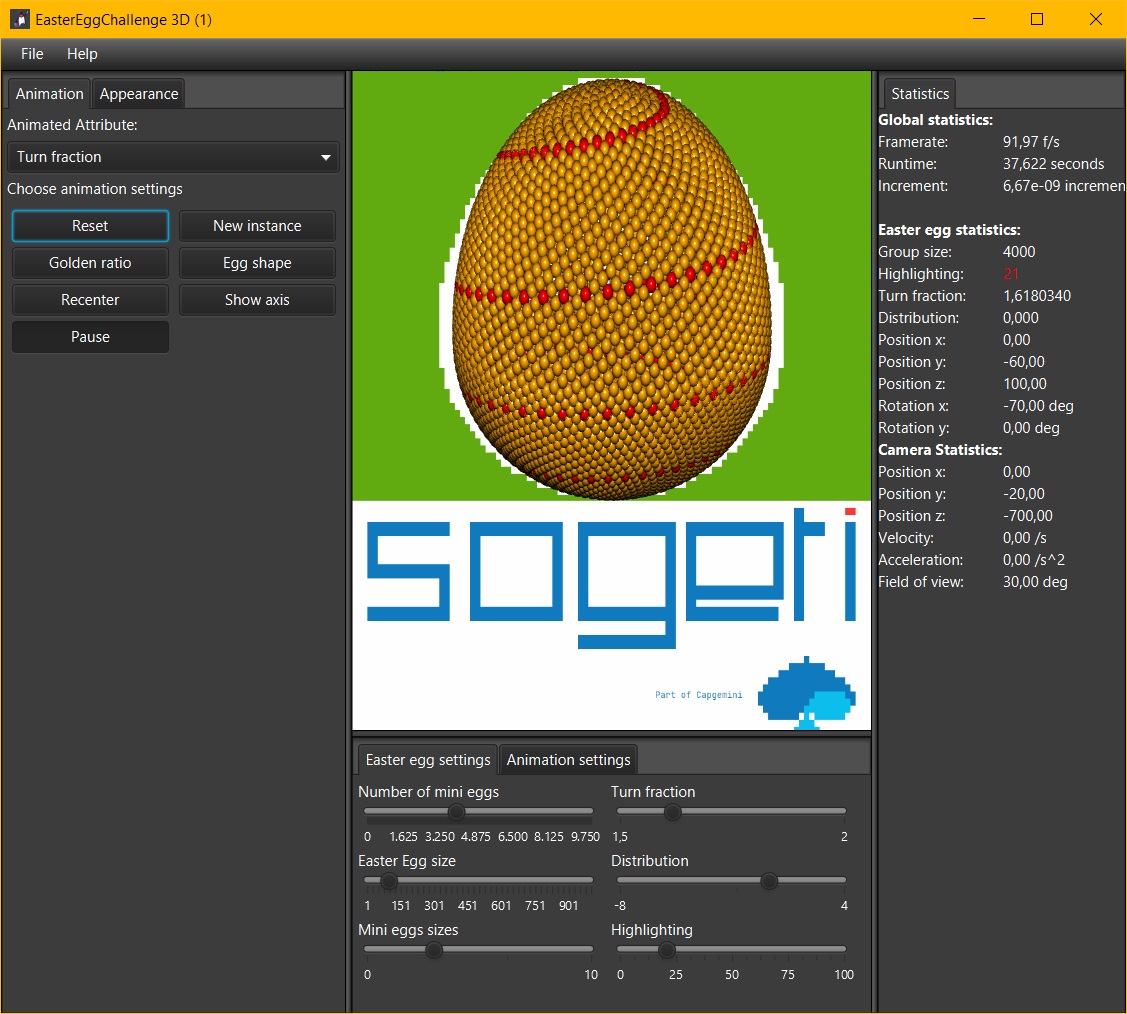 EasterEggChallenge 3D (1)
File Help
Animation Appearance
Animated Attribute:
Turn fraction
Choose animation settings
Reset New instance
Golden ratio Egg shape
Recenter Show axis
Pause
sogeti
Part of Capgemini
Easter egg settings Animation settings
Number of mini eggs Turn fraction
0 1.625 3.250 4.875 6.500 8.125 9.750 1,5 2
Easter Egg size Distribution
1 151 301 451 601 751 901 -8 4
Mini eggs sizes Highlighting
0 10 0 25 50 75 100
Statistics
Global statistics:
Framerate: 91,97 f/s
Runtime: 37,622 seconds
Increment: 6,67e-09 incremen
Easter egg statistics:
Group size: 4000
Highlighting: 21
Turn fraction: 1,6180340
Distribution: 0,000
Position x: 0,00
Position y: -60,00
Position z: 100,00
Rotation x: -70,00 deg
Rotation y: 0,00 deg
Camera Statistics:
Position x: 0,00
Position y: -20,00
Position z: -700,00
Velocity: 0,00 /s
Acceleration: 0,00 /s^2
Field of view: 30,00 deg